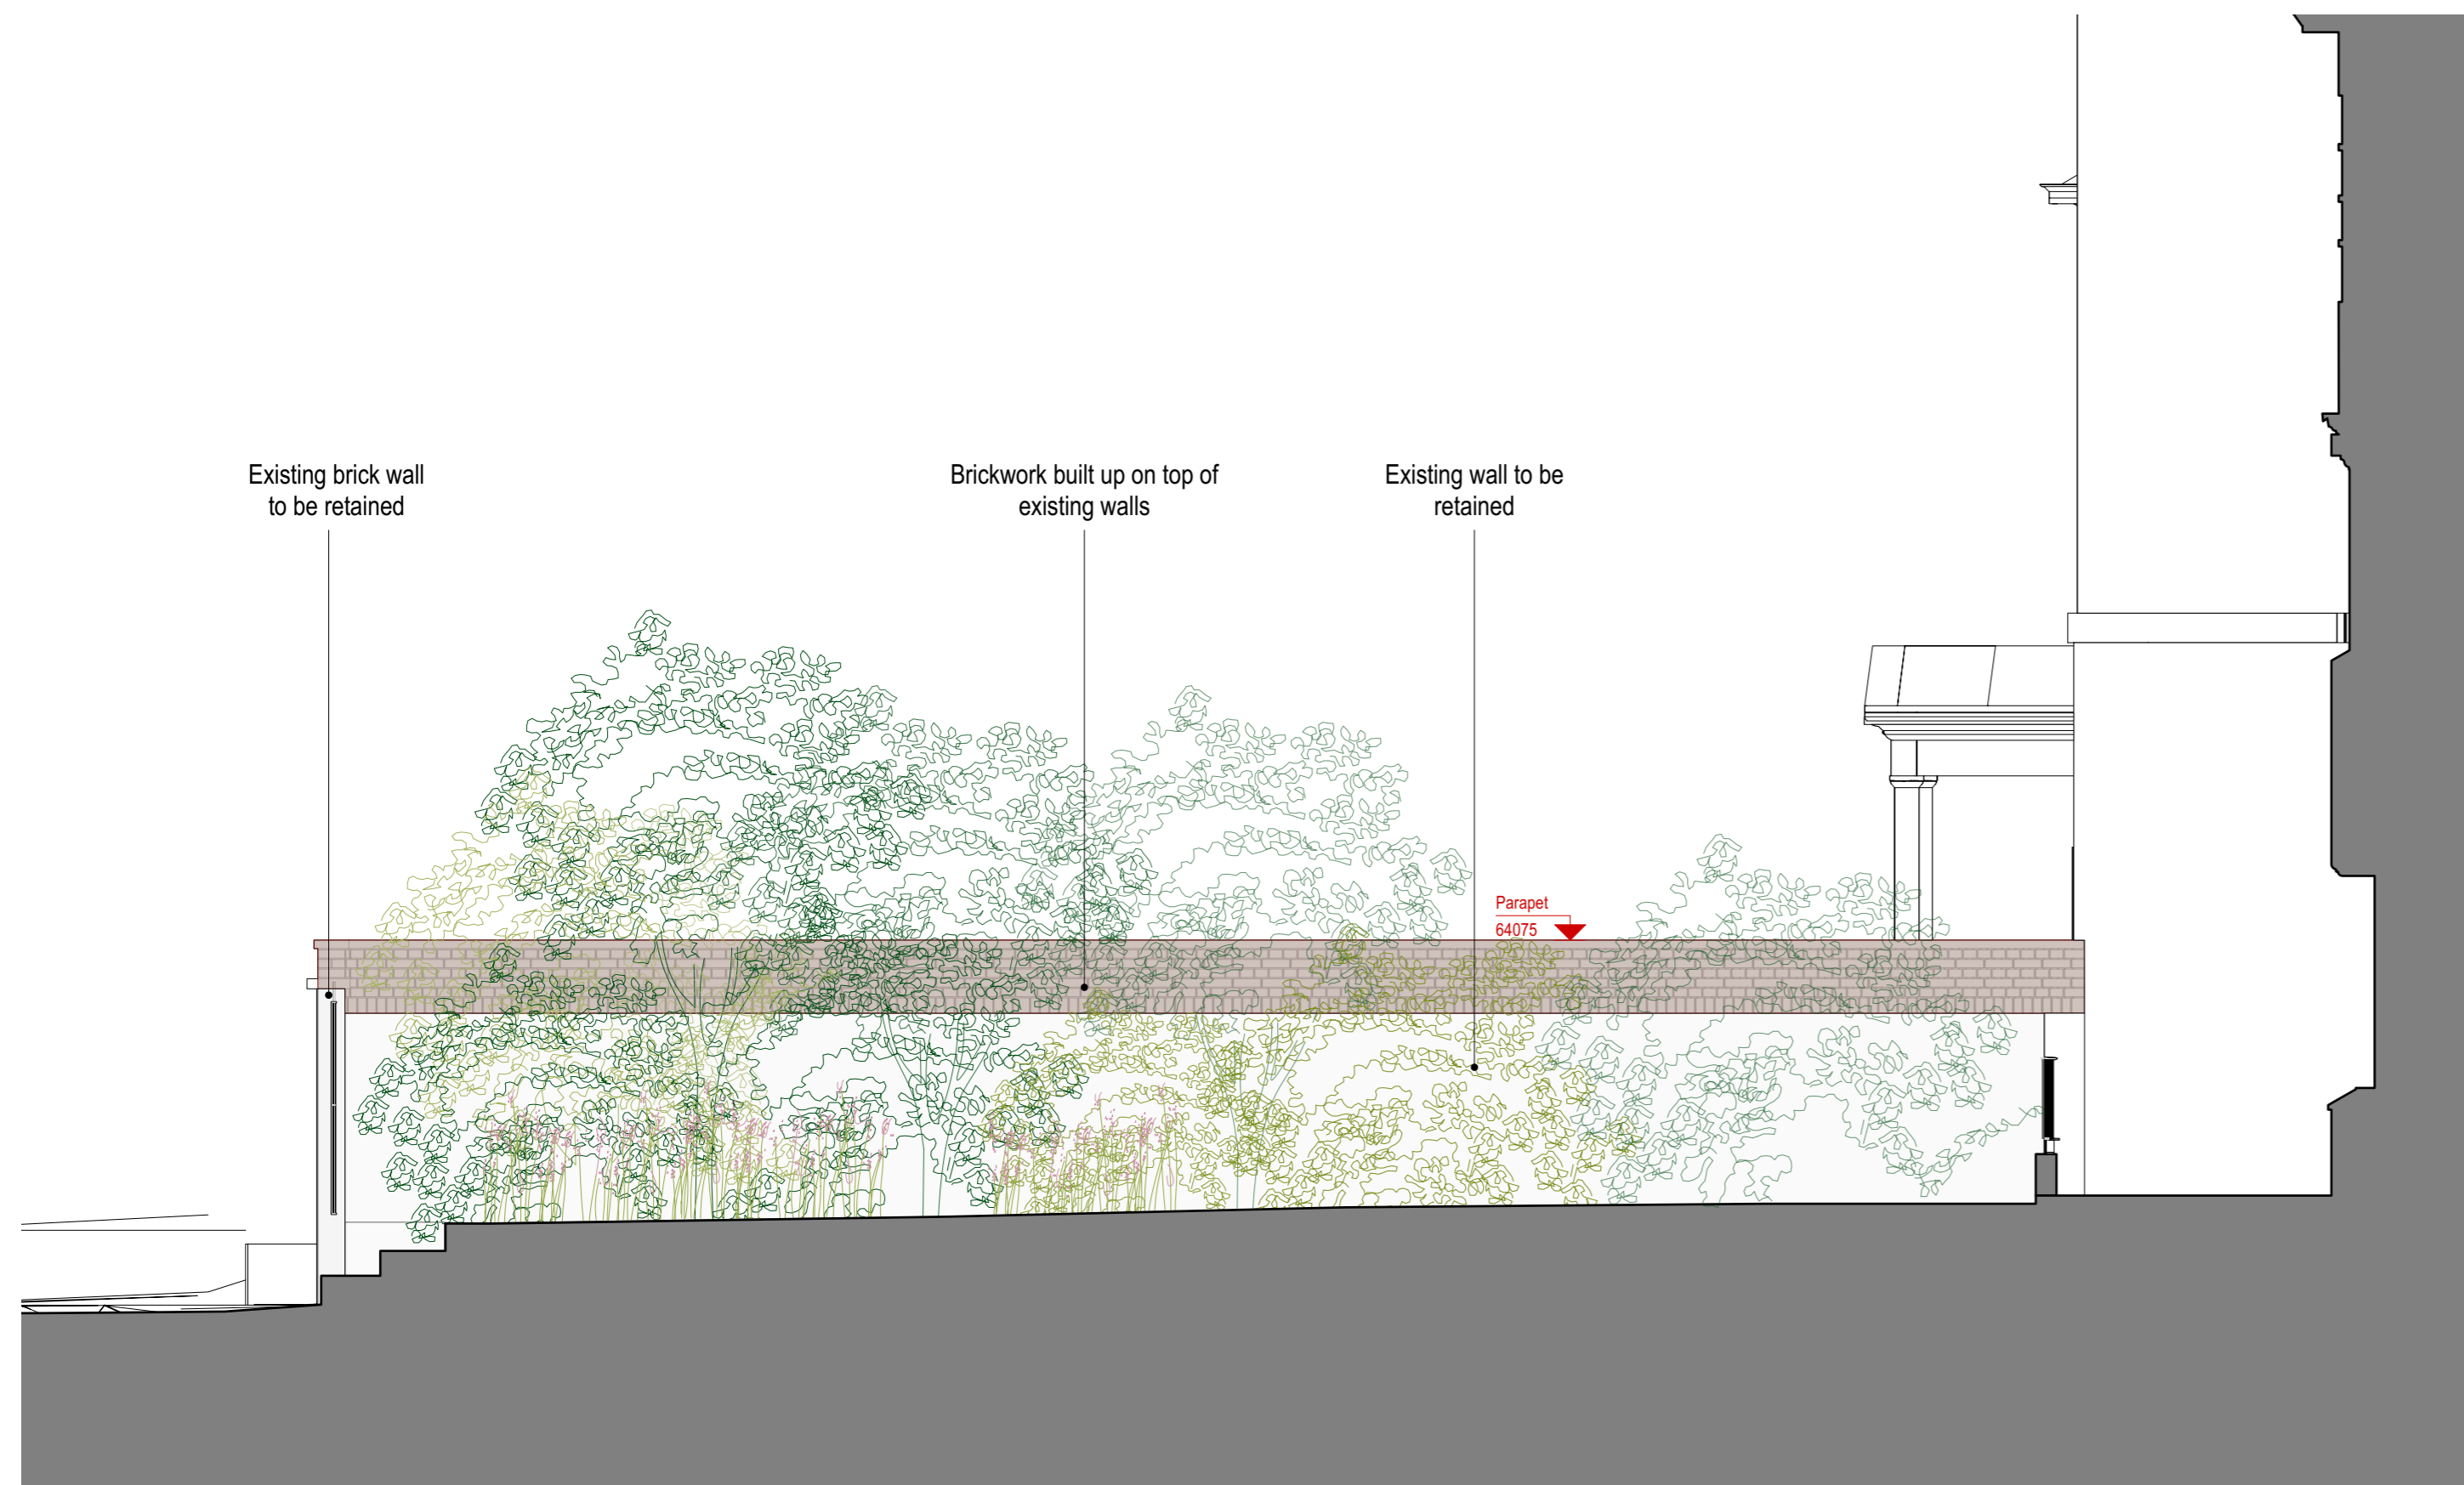 Existing brick wall
to be retained
Brickwork built up on top of
existing walls
Existing wall to be
retained
Parapet
64075